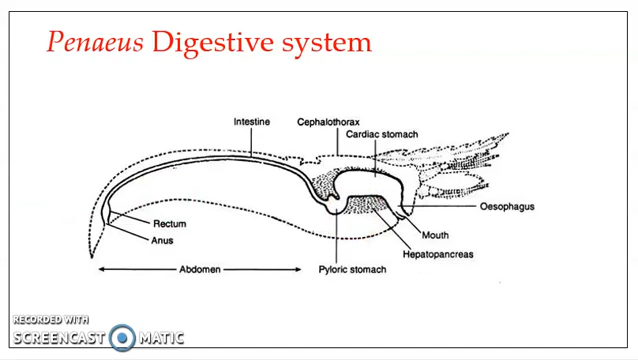 Penaeus Digestive system
Intestine
Cephalothorax
Cardiac stomach
Oesophagus
Rectum
Mouth
Anus
Hepatopancreas
Abdomen
Pyloric stomach
RECORDED WITH
SCREENCAST MATIC